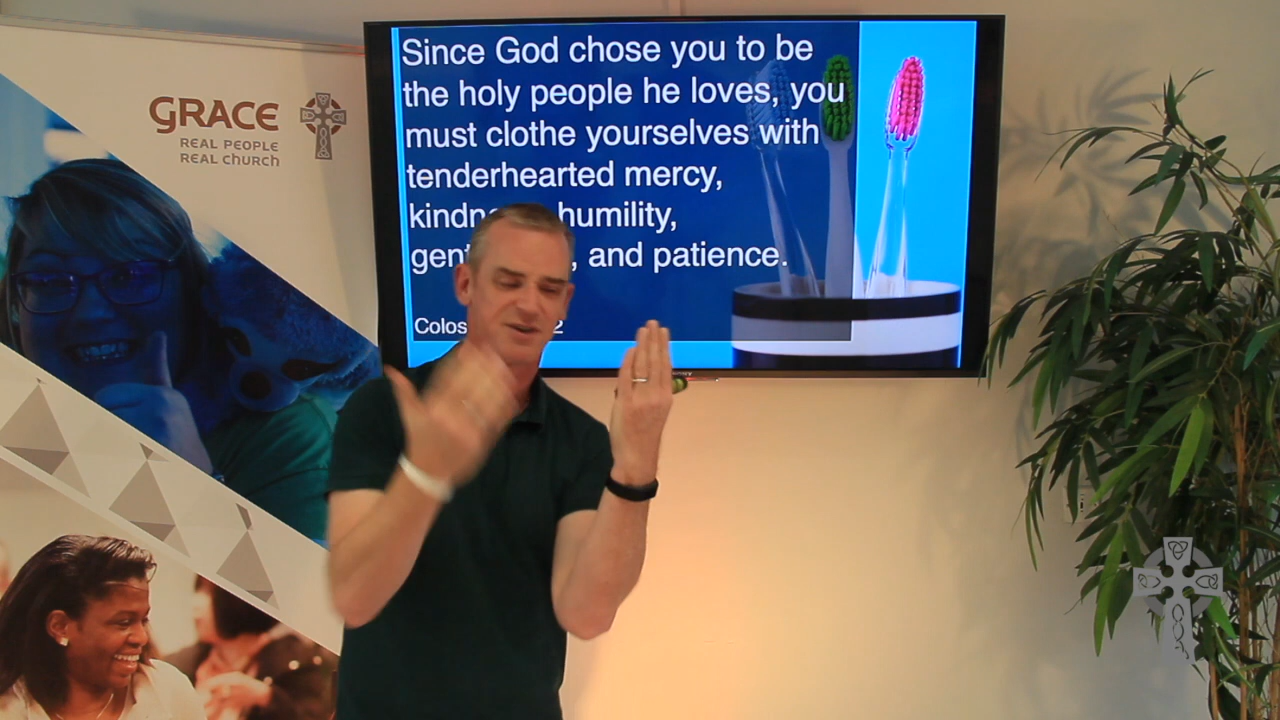 GRACE
REAL PEOPLE
REAL CHURCH
Since God chose you to be
the holy people he loves, you
must clothe yourselves with
tenderhearted mercy,
humility,
and patience.